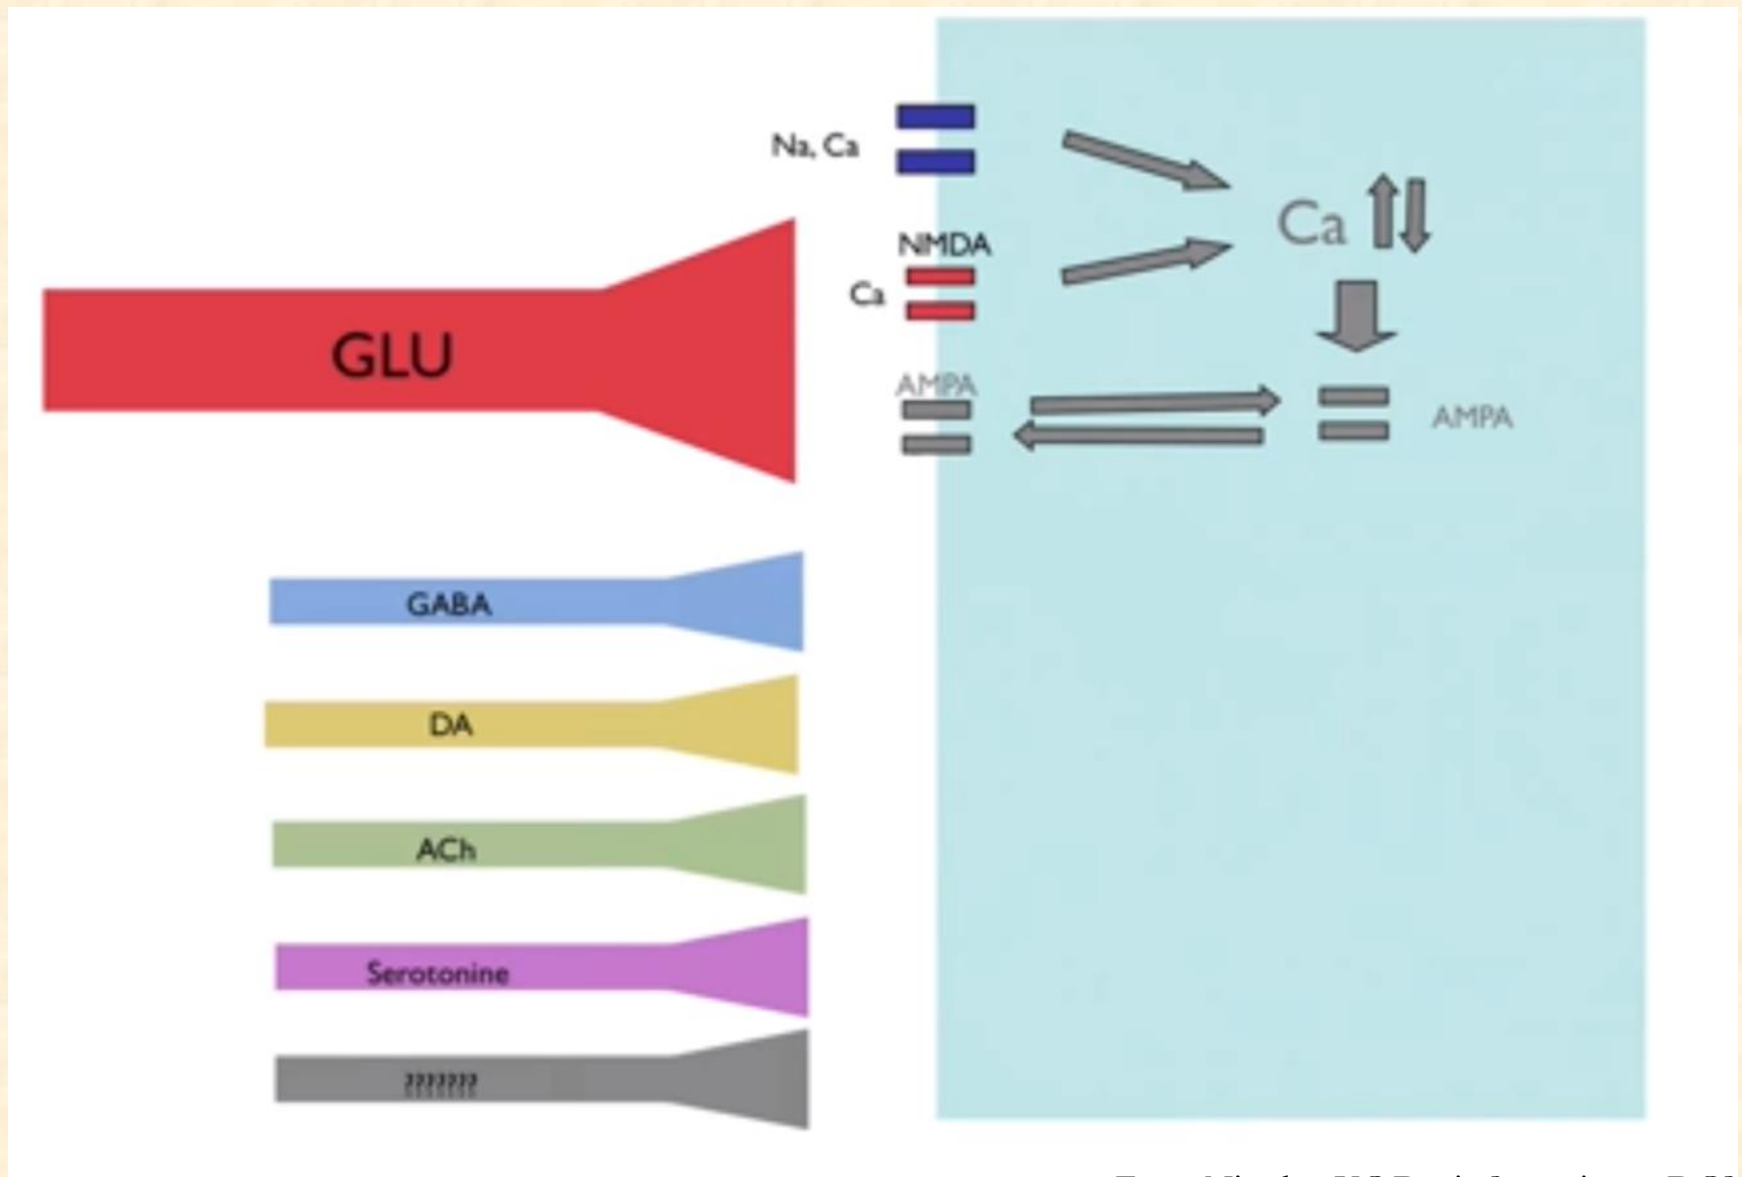 Na, Ca
NMDA
Ca
Ca
GLU
AMPA
AMPA
GABA
DA
ACh
Serotonine
???????